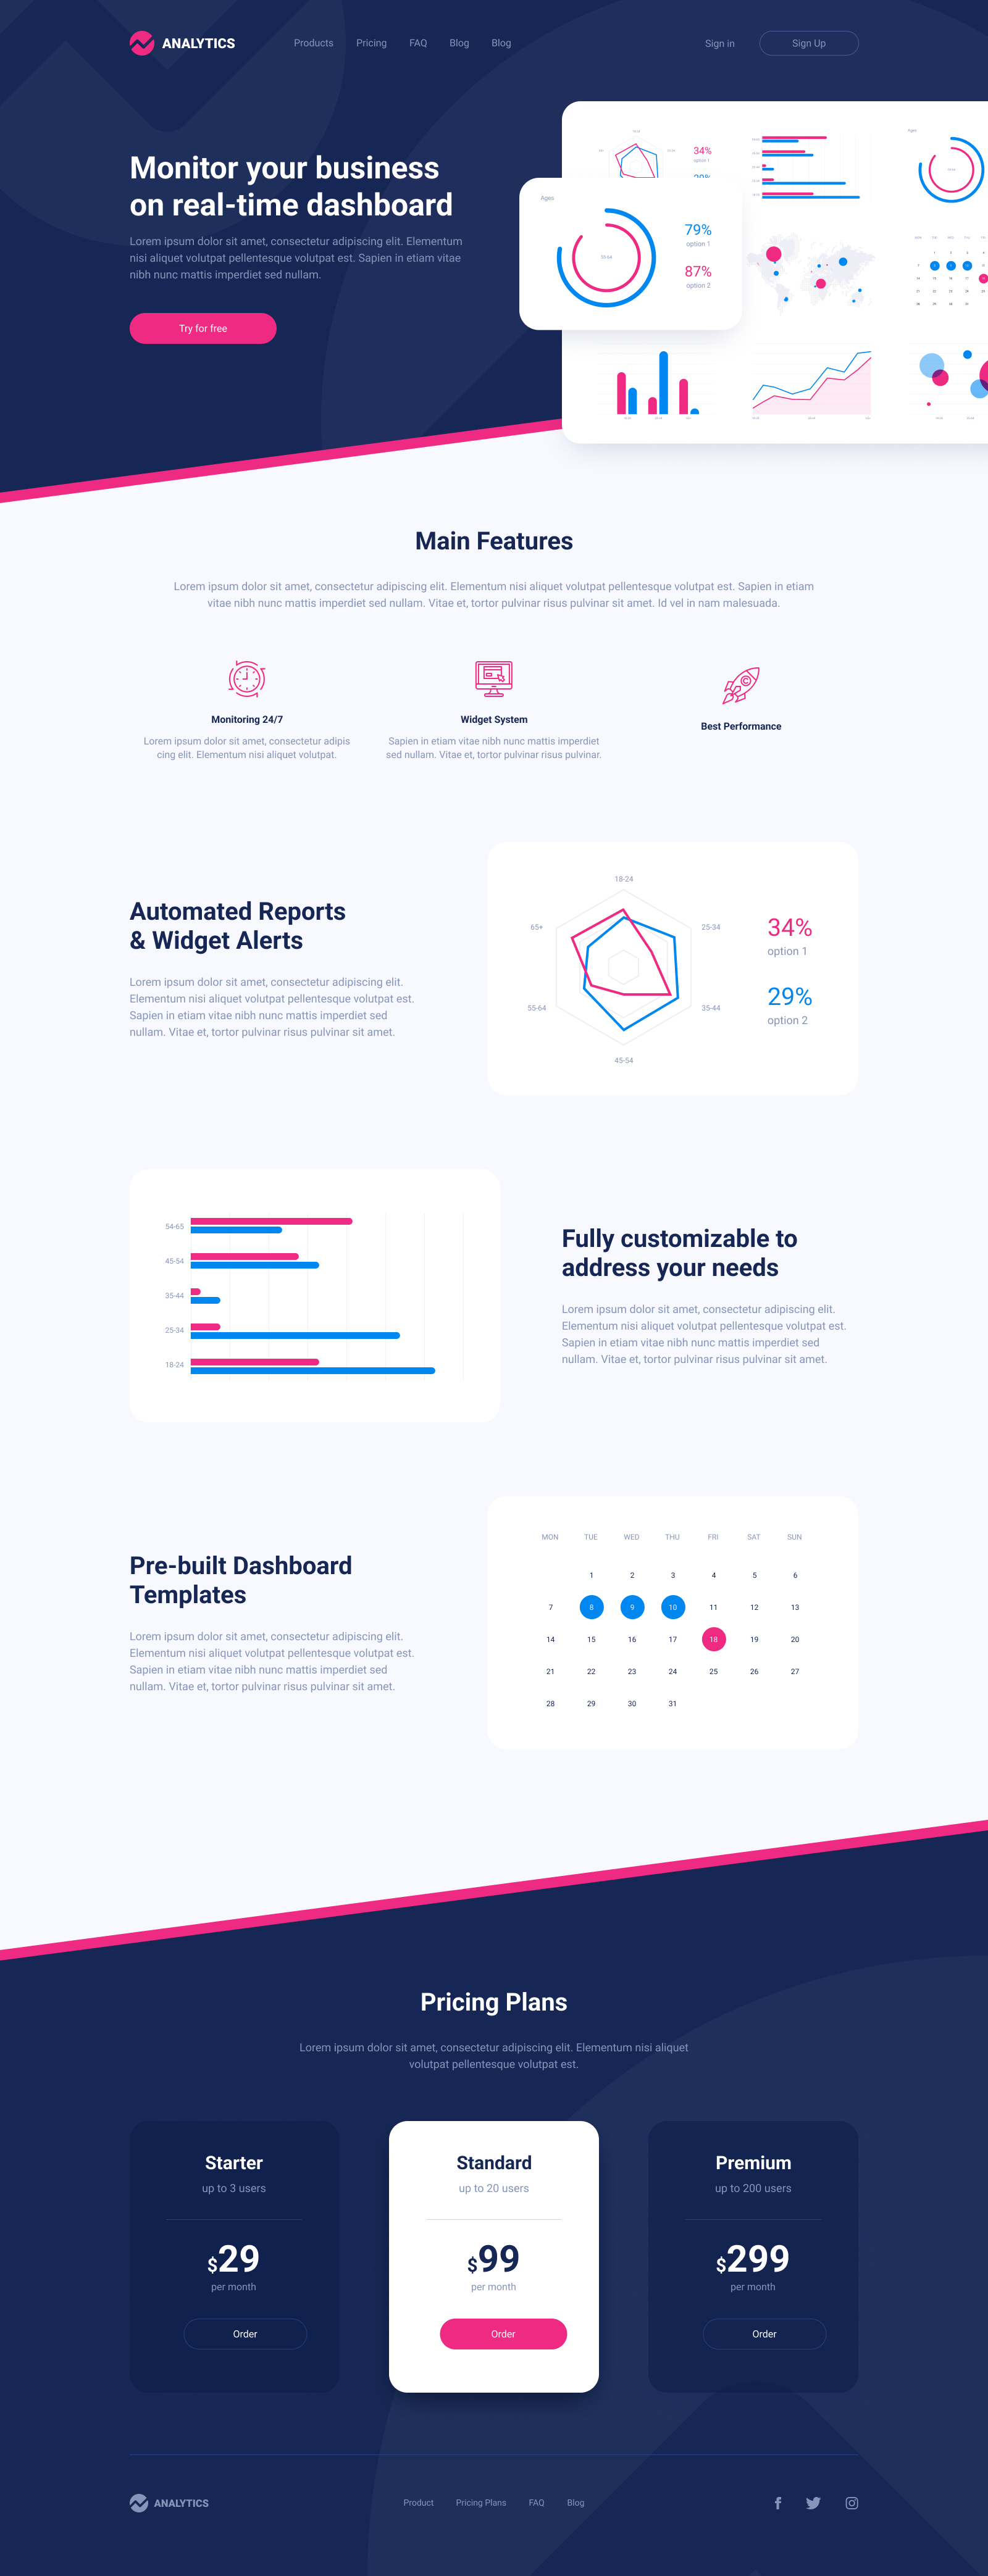 ANALYTICS
Products
Pricing
FAQ
Blog
Blog
Sign in
Sign Up
Monitor your business
on real-time dashboard
Lorem ipsum dolor sit amet, consectetur adipiscing elit. Elementum
nisi aliquet volutpat pellentesque volutpat est. Sapien in etiam vitae
nibh nunc mattis imperdiet sed nullam.
Try for free
34%
option 1
Ages
Ages
79%
option 1
87%
option 2
Main Features
Lorem ipsum dolor sit amet, consectetur adipiscing elit. Elementum nisi aliquet volutpat pellentesque volutpat est. Sapien in etiam
vitae nibh nunc mattis imperdiet sed nullam. Vitae et, tortor pulvinar risus pulvinar sit amet. Id vel in nam malesuada.
Monitoring 24/7
Lorem ipsum dolor sit amet, consectetur adipis
cing elit. Elementum nisi aliquet volutpat.
Widget System
Sapien in etiam vitae nibh nunc mattis imperdiet
sed nullam. Vitae et, tortor pulvinar risus pulvinar.
Best Performance
Automated Reports
& Widget Alerts
Lorem ipsum dolor sit amet, consectetur adipiscing elit.
Elementum nisi aliquet volutpat pellentesque volutpat est.
Sapien in etiam vitae nibh nunc mattis imperdiet sed
nullam. Vitae et, tortor pulvinar risus pulvinar sit amet.
18-24
65+
25-34
55-64
35-44
45-54
34%
option 1
29%
option 2
54-65
45-54
35-44
25-34
18-24
Fully customizable to
address your needs
Lorem ipsum dolor sit amet, consectetur adipiscing elit.
Elementum nisi aliquet volutpat pellentesque volutpat est.
Sapien in etiam vitae nibh nunc mattis imperdiet sed
nullam. Vitae et, tortor pulvinar risus pulvinar sit amet.
Pre-built Dashboard
Templates
Lorem ipsum dolor sit amet, consectetur adipiscing elit.
Elementum nisi aliquet volutpat pellentesque volutpat est.
Sapien in etiam vitae nibh nunc mattis imperdiet sed
nullam. Vitae et, tortor pulvinar risus pulvinar sit amet.
MON TUE WED THU FRI SAT SUN
1 2 3 4 5 6
7 8 9 10 11 12 13
14 15 16 17 18 19 20
21 22 23 24 25 26 27
28 29 30 31
Pricing Plans
Lorem ipsum dolor sit amet, consectetur adipiscing elit. Elementum nisi aliquet
volutpat pellentesque volutpat est.
Starter
up to 3 users
$29
per month
Order
Standard
up to 20 users
$99
per month
Order
Premium
up to 200 users
$299
per month
Order
ANALYTICS
Product
Pricing Plans
FAQ
Blog